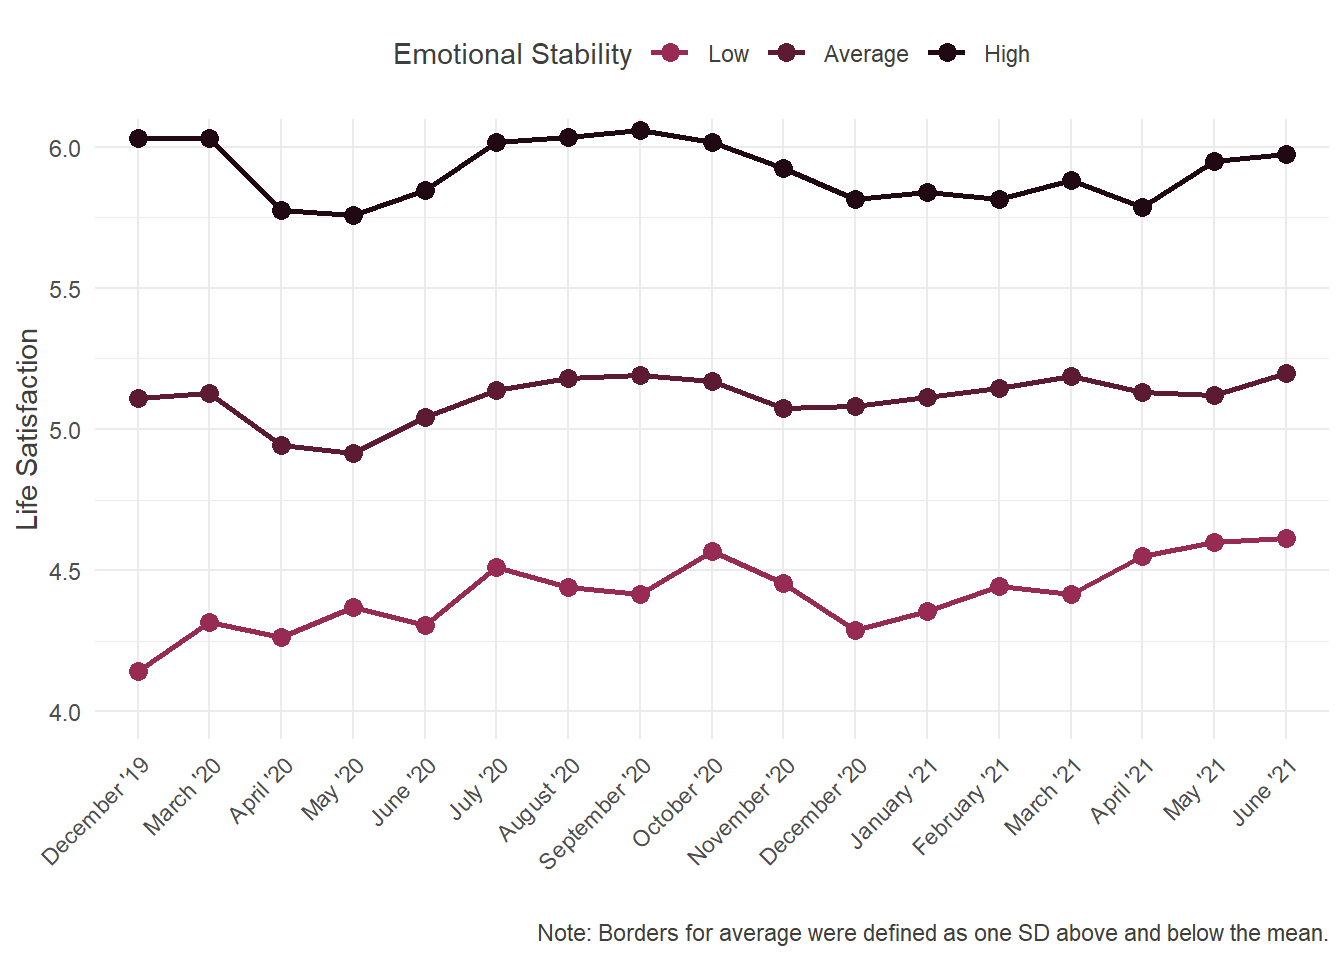 Emotional Stability Low Average High
Life Satisfaction
6.0
5.5
5.0
4.5
4.0
December '19
March '20
April '20
May '20
June '20
July '20
August '20
September '20
October '20
November '20
December '20
January '21
February '21
March '21
April '21
May '21
June '21
Note: Borders for average were defined as one SD above and below the mean.